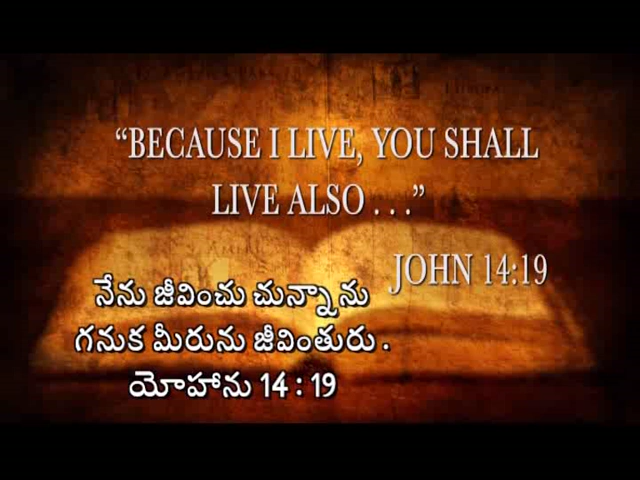 “BECAUSE I LIVE, YOU SHALL
LIVE ALSO . . .”
JOHN 14:19
నేను జీవించు చున్నాను
గనుక మీరును జీవింతురు .
యోహాను 14 : 19